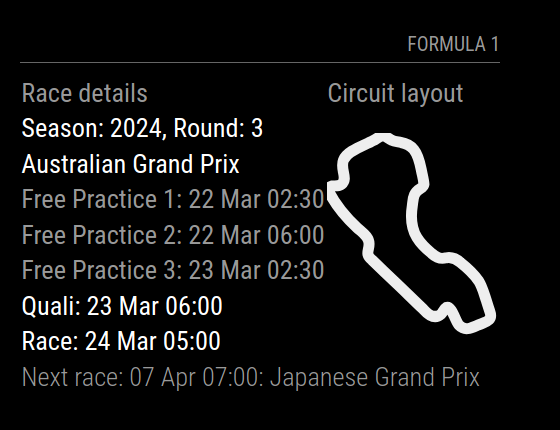 FORMULA 1
Race details
Circuit layout
Season: 2024, Round: 3
Australian Grand Prix
Free Practice 1: 22 Mar 02:30
Free Practice 2: 22 Mar 06:00
Free Practice 3: 23 Mar 02:30
Quali: 23 Mar 06:00
Race: 24 Mar 05:00
Next race: 07 Apr 07:00: Japanese Grand Prix